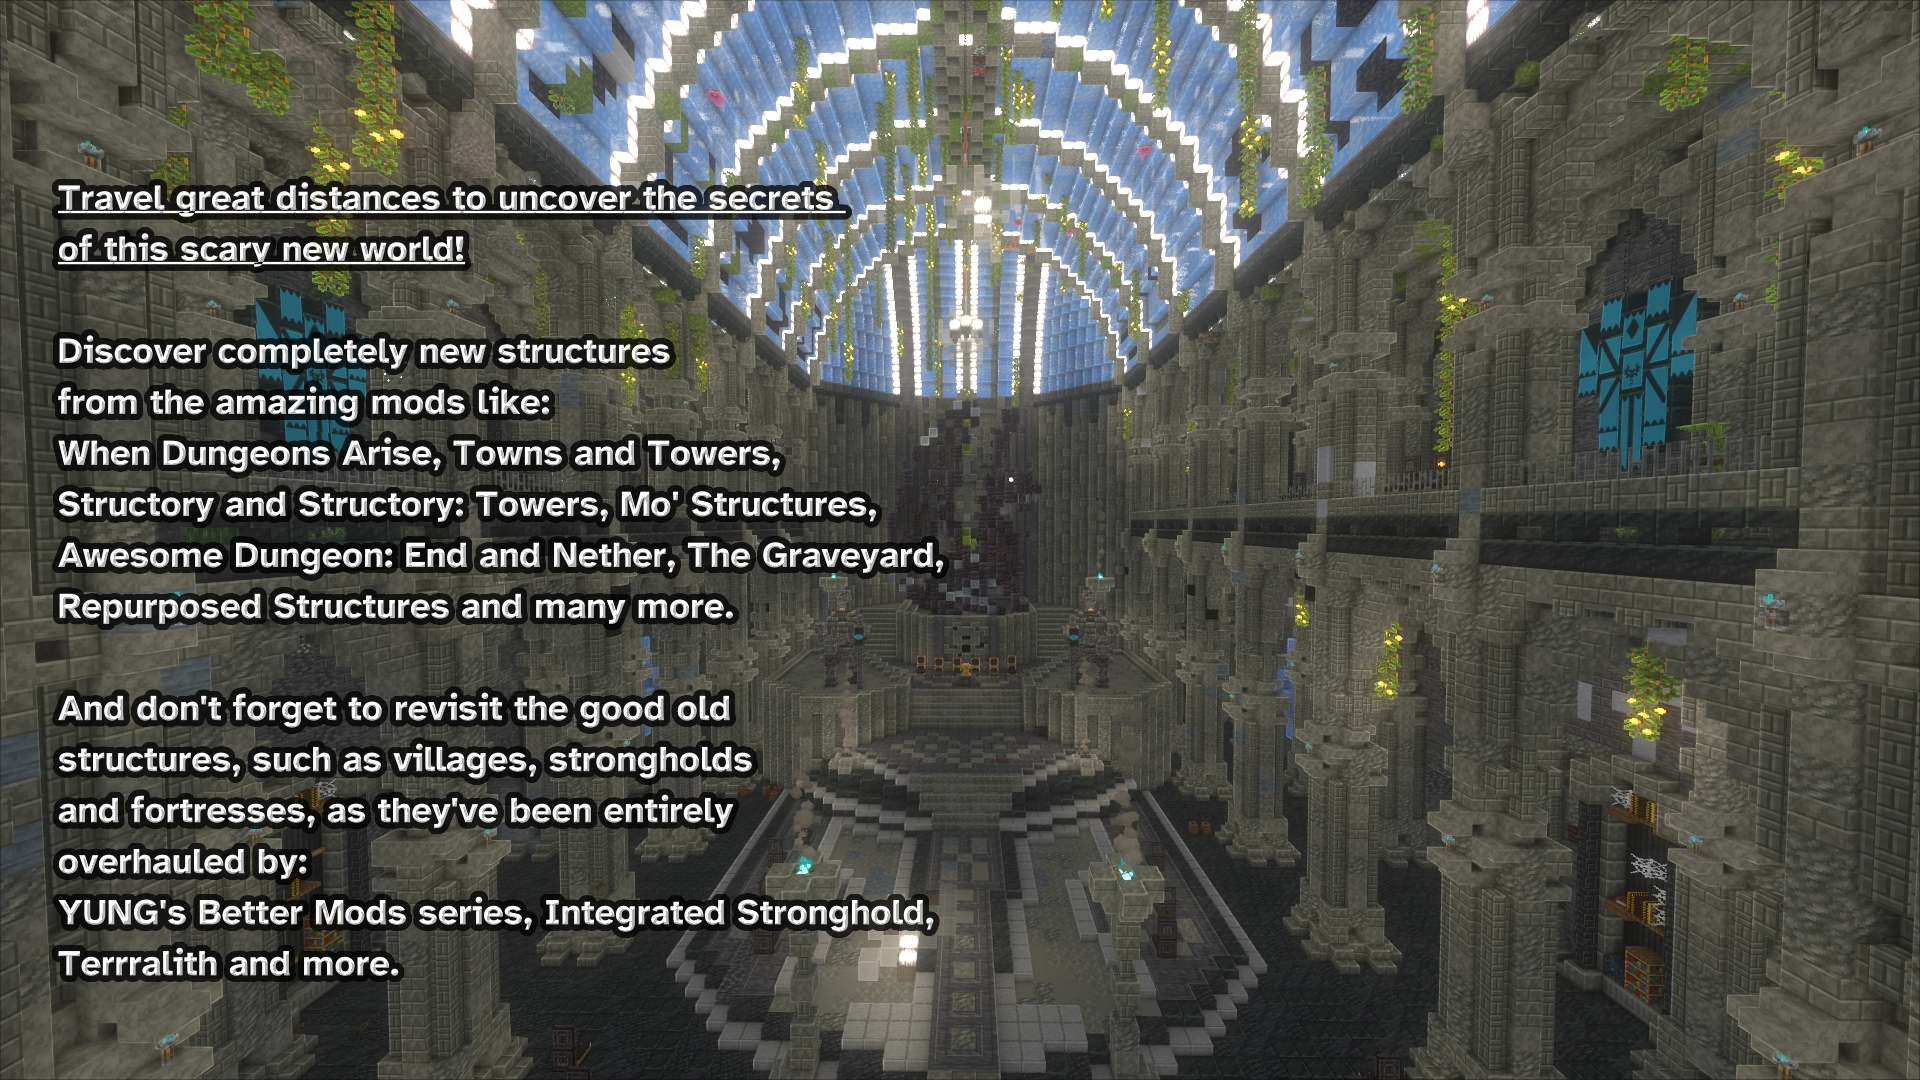 Travel great distances to uncover the secrets
of this scary new world!
Discover completely new structures
from the amazing mods like:
When Dungeons Arise, Towns and Towers,
Structory and Structory: Towers, Mo' Structures,
Awesome Dungeon: End and Nether, The Graveyard,
Repurposed Structures and many more.
And don't forget to revisit the good old
structures, such as villages, strongholds
and fortresses, as they've been entirely
overhauled by:
YUNG's Better Mods series, Integrated Stronghold,
Terrralith and more.